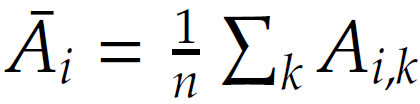 Ā_i = 1/n ∑_k A_{i,k}